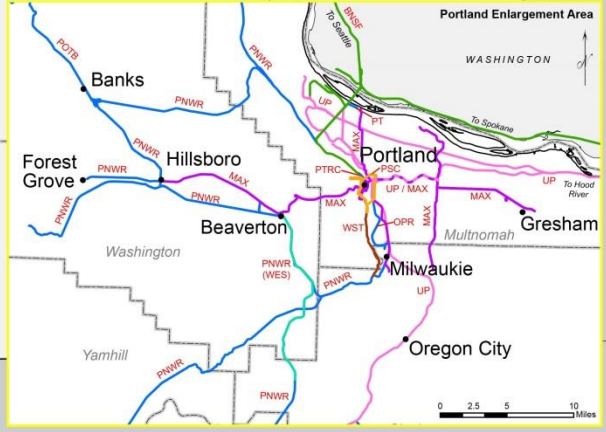 Portland Enlargement Area
BNSF
To Seattle
WASHINGTON
N
POTB
Banks
PNWR
UP
PT
MAX
To Spokane
PNWR
Portland
Forest
Grove
PNWR
Hillsboro
PTRC
PSC
UP / MAX
UP
To Hood
River
MAX
PNWR
PNWR
MAX
MAX
MAX
Gresham
Beaverton
WST
OPR
Multnomah
Washington
PNWR
(WES)
Milwaukie
PNWR
UP
Yamhill
Oregon City
PNWR
PNWR
0 2.5 5 10
Miles